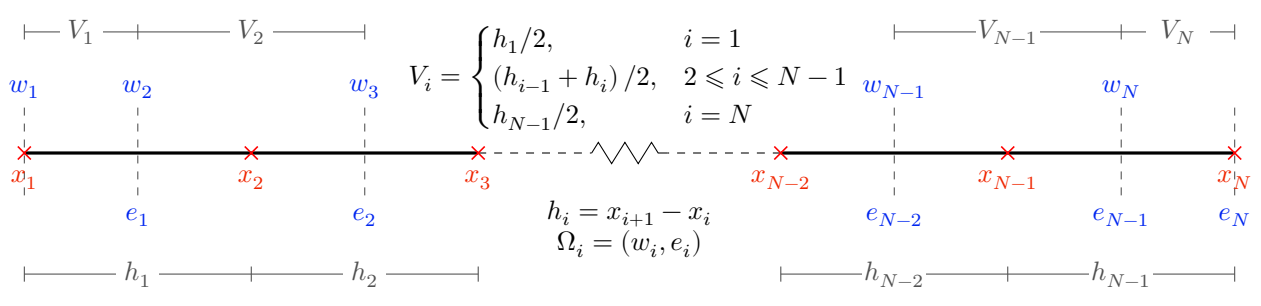 V_1 V_2 V_{N-1} V_N
V_i = { h_1/2, i = 1
(h_{i-1} + h_i) /2, 2 ⩽ i ⩽ N − 1
h_{N-1}/2, i = N
w_1 w_2 w_3 w_{N-1} w_N
x_1 x_2 x_3 x_{N-2} x_{N-1} x_N
e_1 e_2 e_{N-2} e_{N-1} e_N
h_i = x_{i+1} − x_i
Ω_i = (w_i, e_i)
h_1 h_2 h_{N-2} h_{N-1}